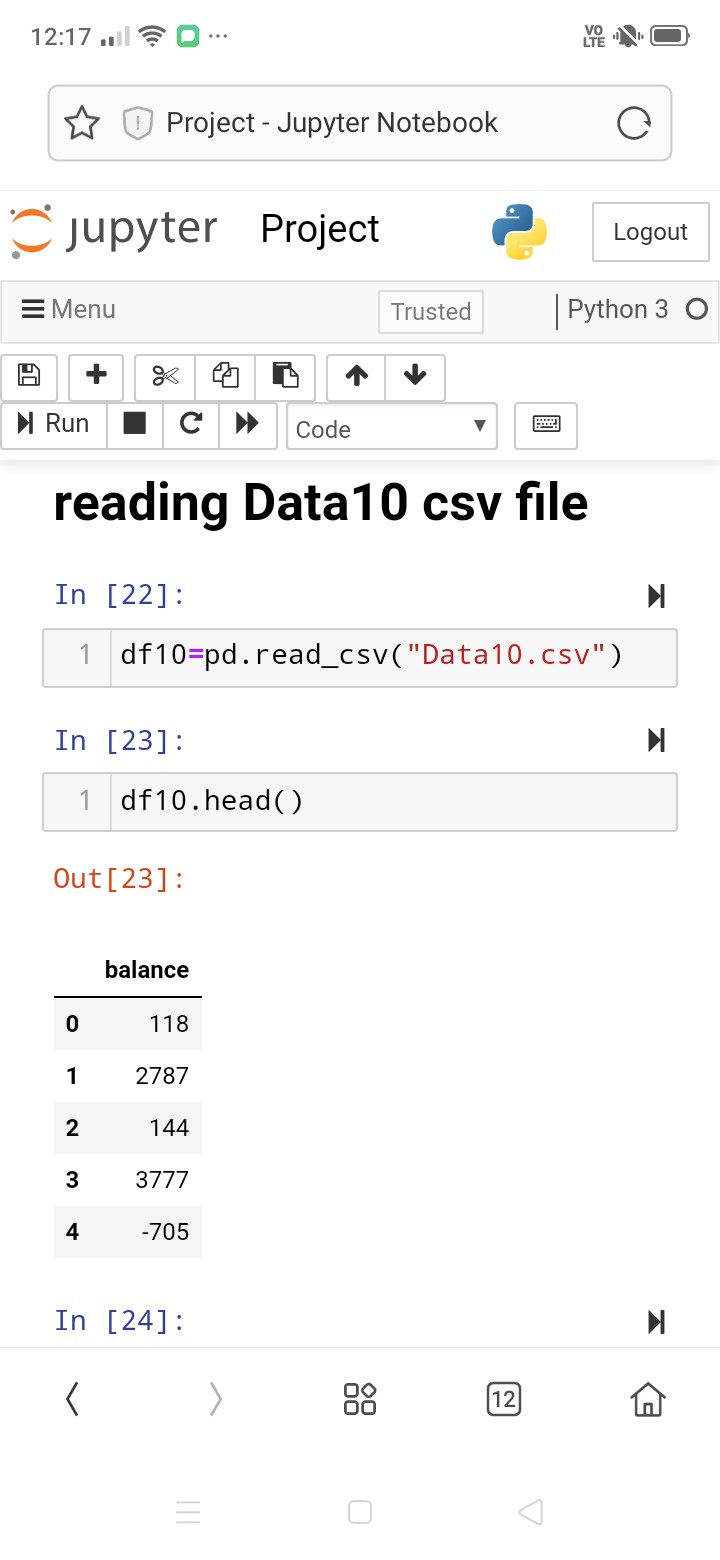 12:17 ... VO LTE
Project - Jupyter Notebook
jupyter Project Logout
Menu Trusted Python 3
Run Code
reading Data10 csv file
In [22]:
1 df10=pd.read_csv("Data10.csv")
In [23]:
1 df10.head()
Out[23]:
balance
0 118
1 2787
2 144
3 3777
4 -705
In [24]:
12